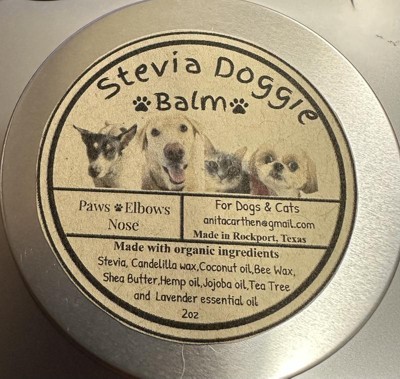 Stevia Doggie
Balm
Paws Elbows
Nose
For Dogs & Cats
anitacarthen@gmail.com
Made in Rockport, Texas
Made with organic ingredients
Stevia, Candelilla wax,Coconut oil,Bee Wax,
Shea Butter,Hemp oil,Jojoba oil,Tea Tree
and Lavender essential oil
2oz